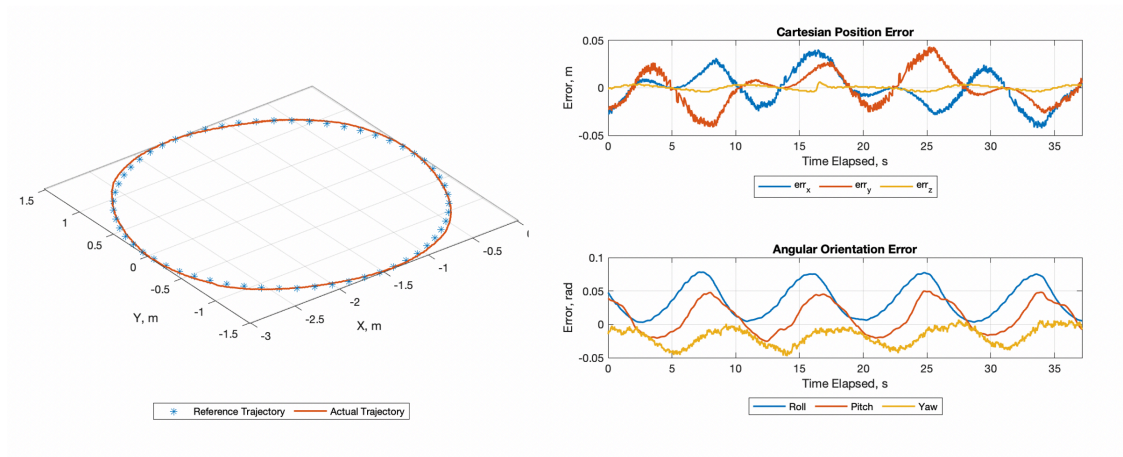 1.5
1
0.5
0
-0.5
-1
-1.5
Y, m
-3
-2.5
-2
-1.5
-1
-0.5
X, m
Reference Trajectory Actual Trajectory
Cartesian Position Error
0.05
0
-0.05
Error, m
0 5 10 15 20 25 30 35
Time Elapsed, s
err_x err_y err_z
Angular Orientation Error
0.1
0.05
0
-0.05
Error, rad
0 5 10 15 20 25 30 35
Time Elapsed, s
Roll Pitch Yaw